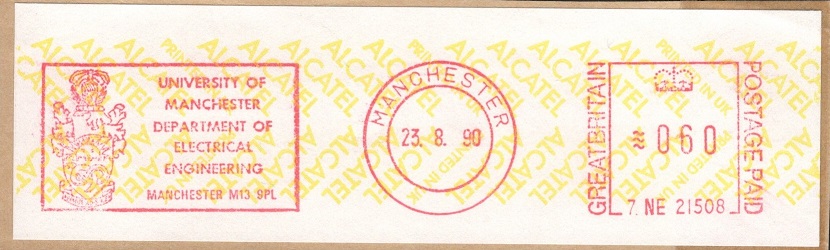 UNIVERSITY OF
MANCHESTER
DEPARTMENT OF
ELECTRICAL
ENGINEERING
MANCHESTER M13 9PL
MANCHESTER
23. 8. 90
GREAT BRITAIN
≈ 060
POSTAGE PAID
7. NE 21508
ALCATEL
PRINTED IN UK